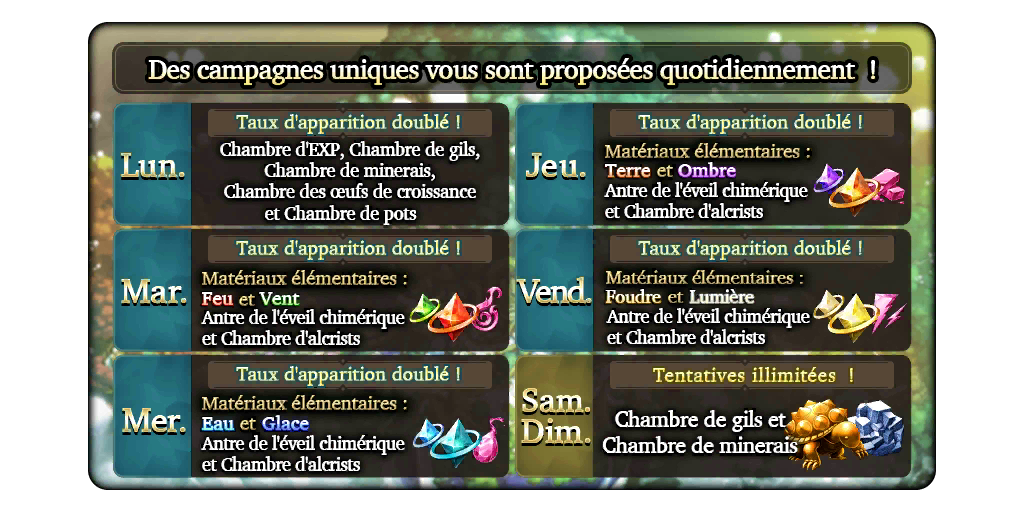 Des campagnes uniques vous sont proposées quotidiennement !
Lun.
Taux d'apparition doublé !
Chambre d'EXP, Chambre de gils,
Chambre de minerais,
Chambre des œufs de croissance
et Chambre de pots
Mar.
Taux d'apparition doublé !
Matériaux élémentaires :
Feu et Vent
Antre de l'éveil chimérique
et Chambre d'alcrists
Mer.
Taux d'apparition doublé !
Matériaux élémentaires :
Eau et Glace
Antre de l'éveil chimérique
et Chambre d'alcrists
Jeu.
Taux d'apparition doublé !
Matériaux élémentaires :
Terre et Ombre
Antre de l'éveil chimérique
et Chambre d'alcrists
Vend.
Taux d'apparition doublé !
Matériaux élémentaires :
Foudre et Lumière
Antre de l'éveil chimérique
et Chambre d'alcrists
Sam.
Dim.
Tentatives illimitées !
Chambre de gils et
Chambre de minerais